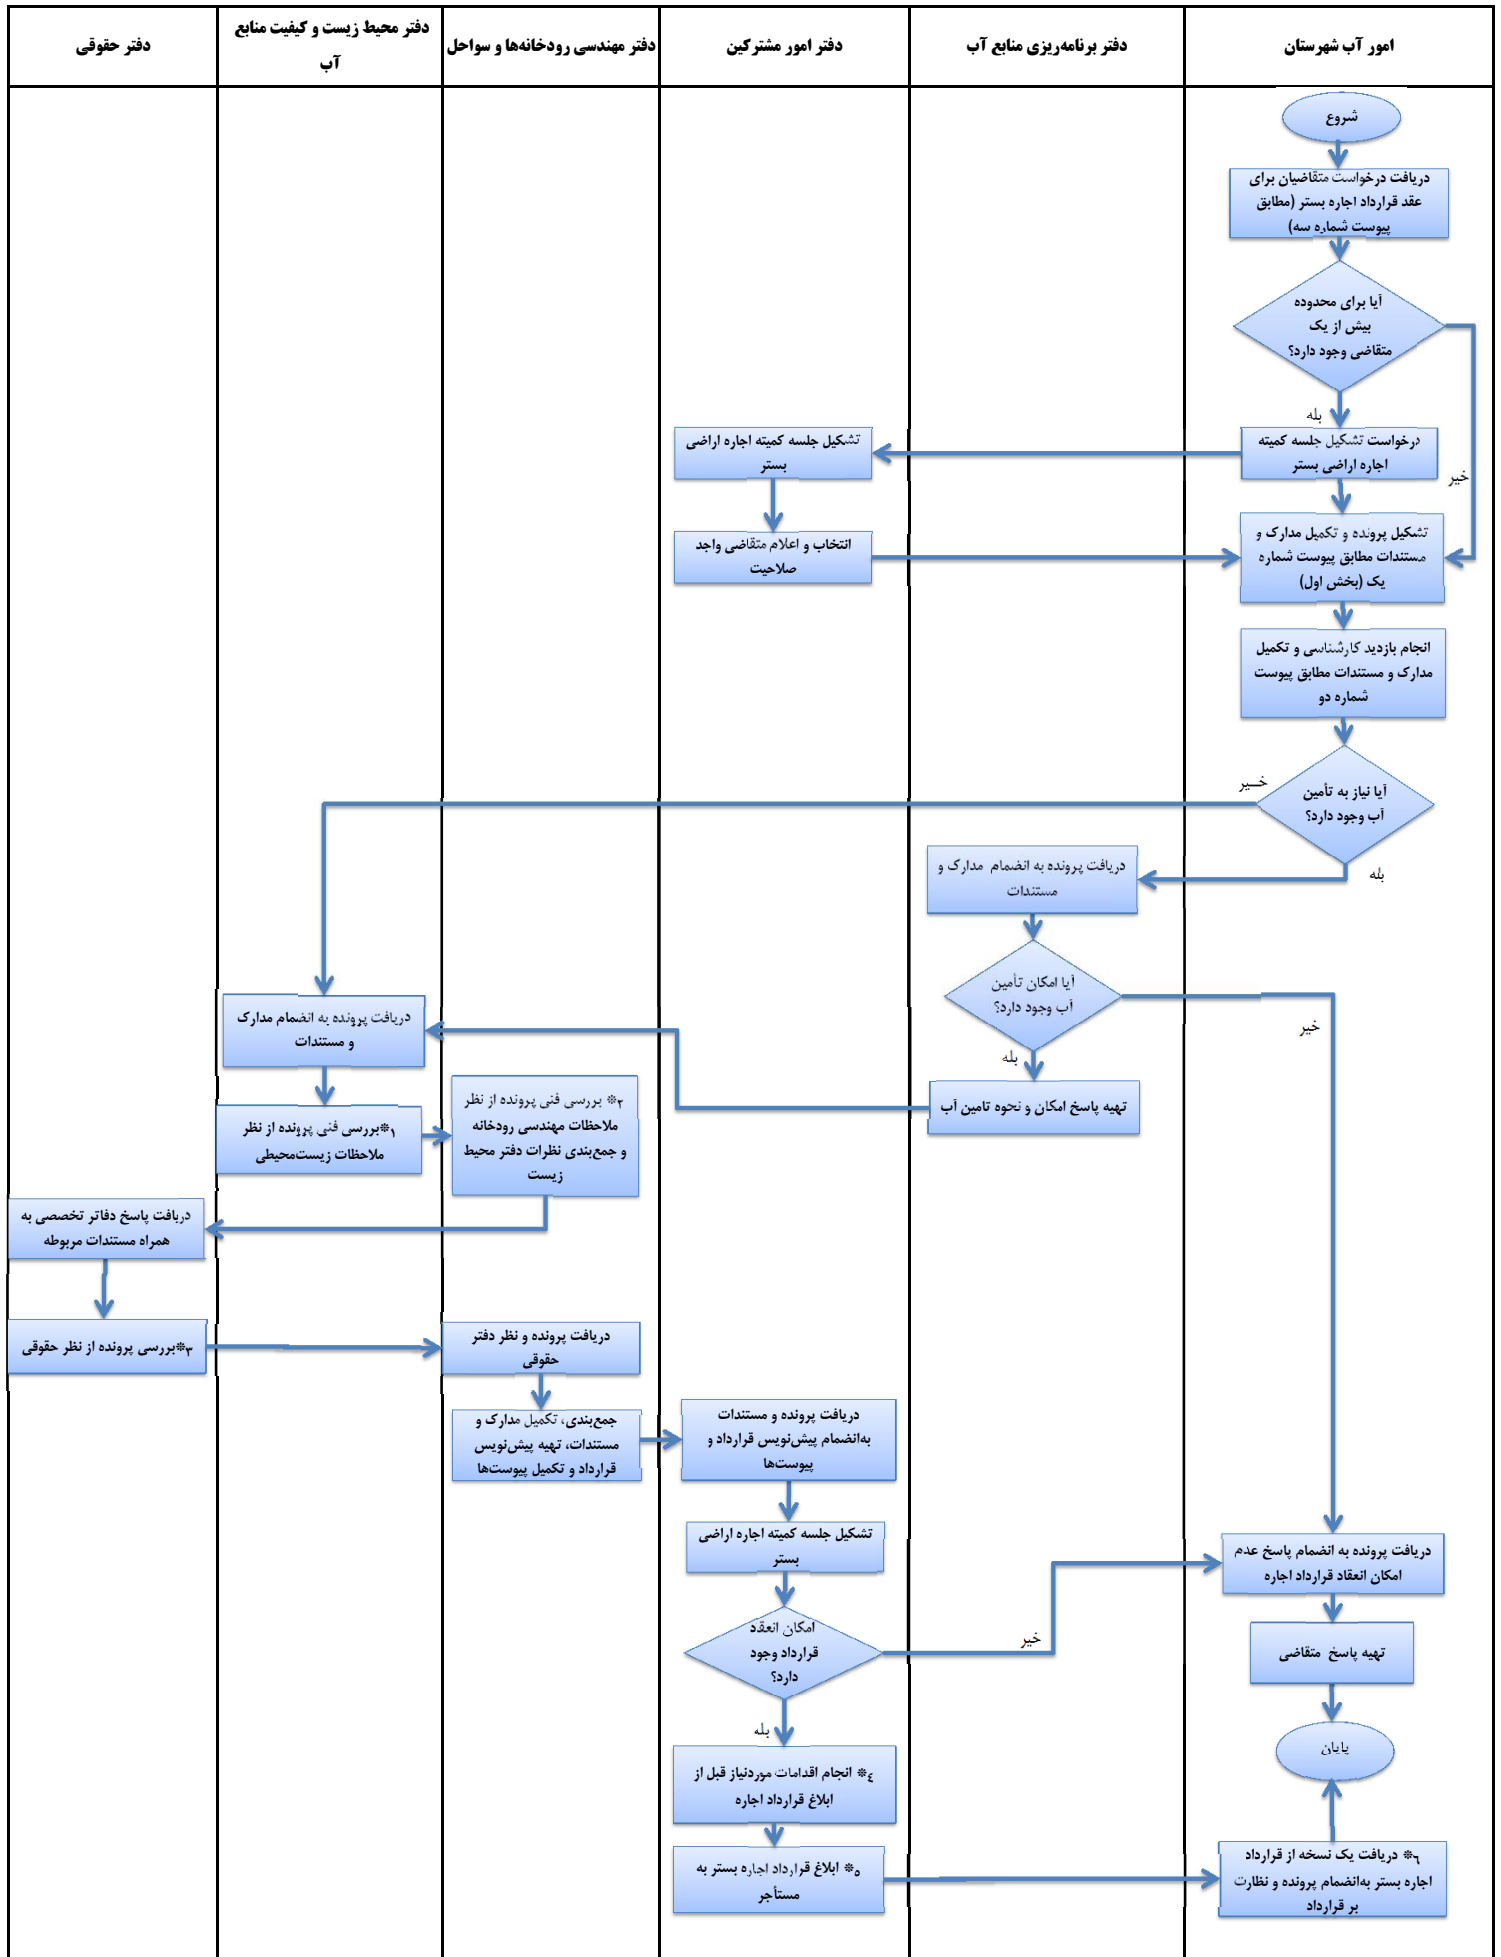 امور آب شهرستان
دفتر برنامه‌ریزی منابع آب
دفتر امور مشترکین
دفتر مهندسی رودخانه‌ها و سواحل
دفتر محیط زیست و کیفیت منابع
آب
دفتر حقوقی
شروع
دریافت درخواست متقاضیان برای
عقد قرارداد اجاره بستر (مطابق
پیوست شماره سه)
آیا برای محدوده
بیش از یک
متقاضی وجود دارد؟
بله
خیر
درخواست تشکیل جلسه کمیته
اجاره اراضی بستر
تشکیل جلسه کمیته اجاره اراضی
بستر
انتخاب و اعلام متقاضی واجد
صلاحیت
تشکیل پرونده و تکمیل مدارک و
مستندات مطابق پیوست شماره
یک (بخش اول)
انجام بازدید کارشناسی و تکمیل
مدارک و مستندات مطابق پیوست
شماره دو
آیا نیاز به تأمین
آب وجود دارد؟
خــیر
بله
دریافت پرونده به انضمام مدارک و
مستندات
آیا امکان تأمین
آب وجود دارد؟
خیر
بله
تهیه پاسخ امکان و نحوه تامین آب
دریافت پرونده به انضمام مدارک
و مستندات
۱*بررسی فنی پرونده از نظر
ملاحظات زیست‌محیطی
۲* بررسی فنی پرونده از نظر
ملاحظات مهندسی رودخانه
و جمع‌بندی نظرات دفتر محیط
زیست
دریافت پاسخ دفاتر تخصصی به
همراه مستندات مربوطه
۳*بررسی پرونده از نظر حقوقی
دریافت پرونده و نظر دفتر
حقوقی
جمع‌بندی، تکمیل مدارک و
مستندات، تهیه پیش‌نویس
قرارداد و تکمیل پیوست‌ها
دریافت پرونده و مستندات
به‌انضمام پیش‌نویس قرارداد و
پیوست‌ها
تشکیل جلسه کمیته اجاره اراضی
بستر
امکان انعقد
قرارداد وجود
دارد؟
خیر
بله
دریافت پرونده به انضمام پاسخ عدم
امکان انعقاد قرارداد اجاره
تهیه پاسخ متقاضی
پایان
۴* انجام اقدامات موردنیاز قبل از
ابلاغ قرارداد اجاره
۵* ابلاغ قرارداد اجاره بستر به
مستأجر
۶* دریافت یک نسخه از قرارداد
اجاره بستر به‌انضمام پرونده و نظارت
بر قرارداد